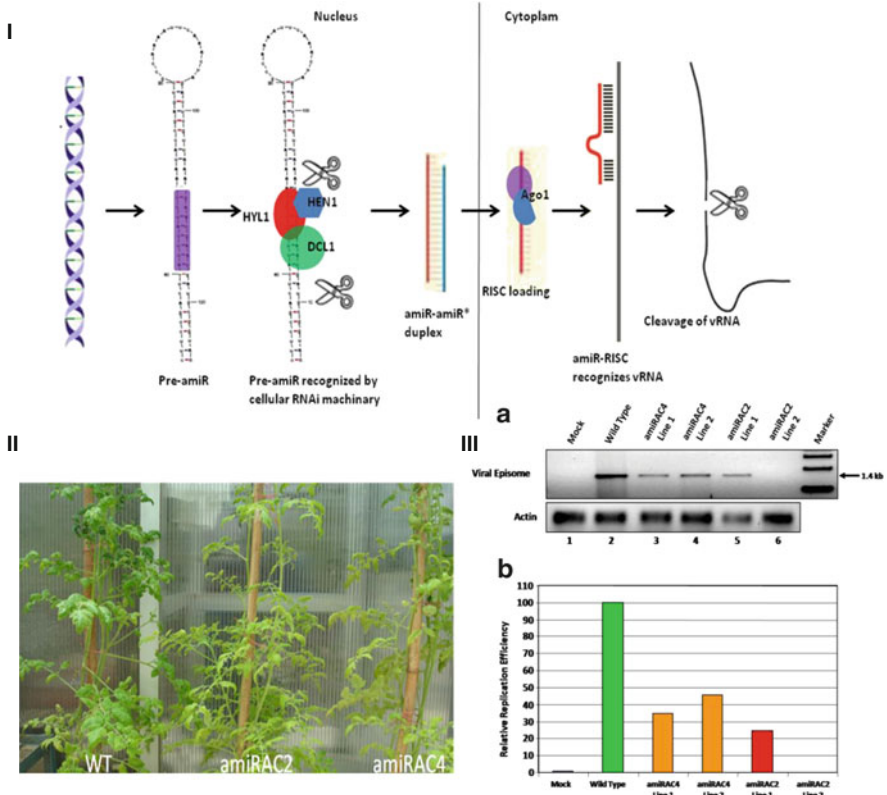 I
Nucleus
Cytoplam
HYL1
HEN1
DCL1
Ago1
amiR-amiR*
duplex
RISC loading
Cleavage of vRNA
amiR-RISC
recognizes vRNA
Pre-amiR
Pre-amiR recognized by
cellular RNAi machinary
II
WT
amiRAC2
amiRAC4
III
a
Mock
Wild Type
amiRAC4
Line 1
amiRAC4
Line 2
amiRAC2
Line 1
amiRAC2
Line 2
Marker
Viral Episome
1.4 kb
Actin
1 2 3 4 5 6
b
Relative Replication Efficiency
110
100
90
80
70
60
50
40
30
20
10
0
Mock
Wild Type
amiRAC4
amiRAC4
amiRAC2
amiRAC2